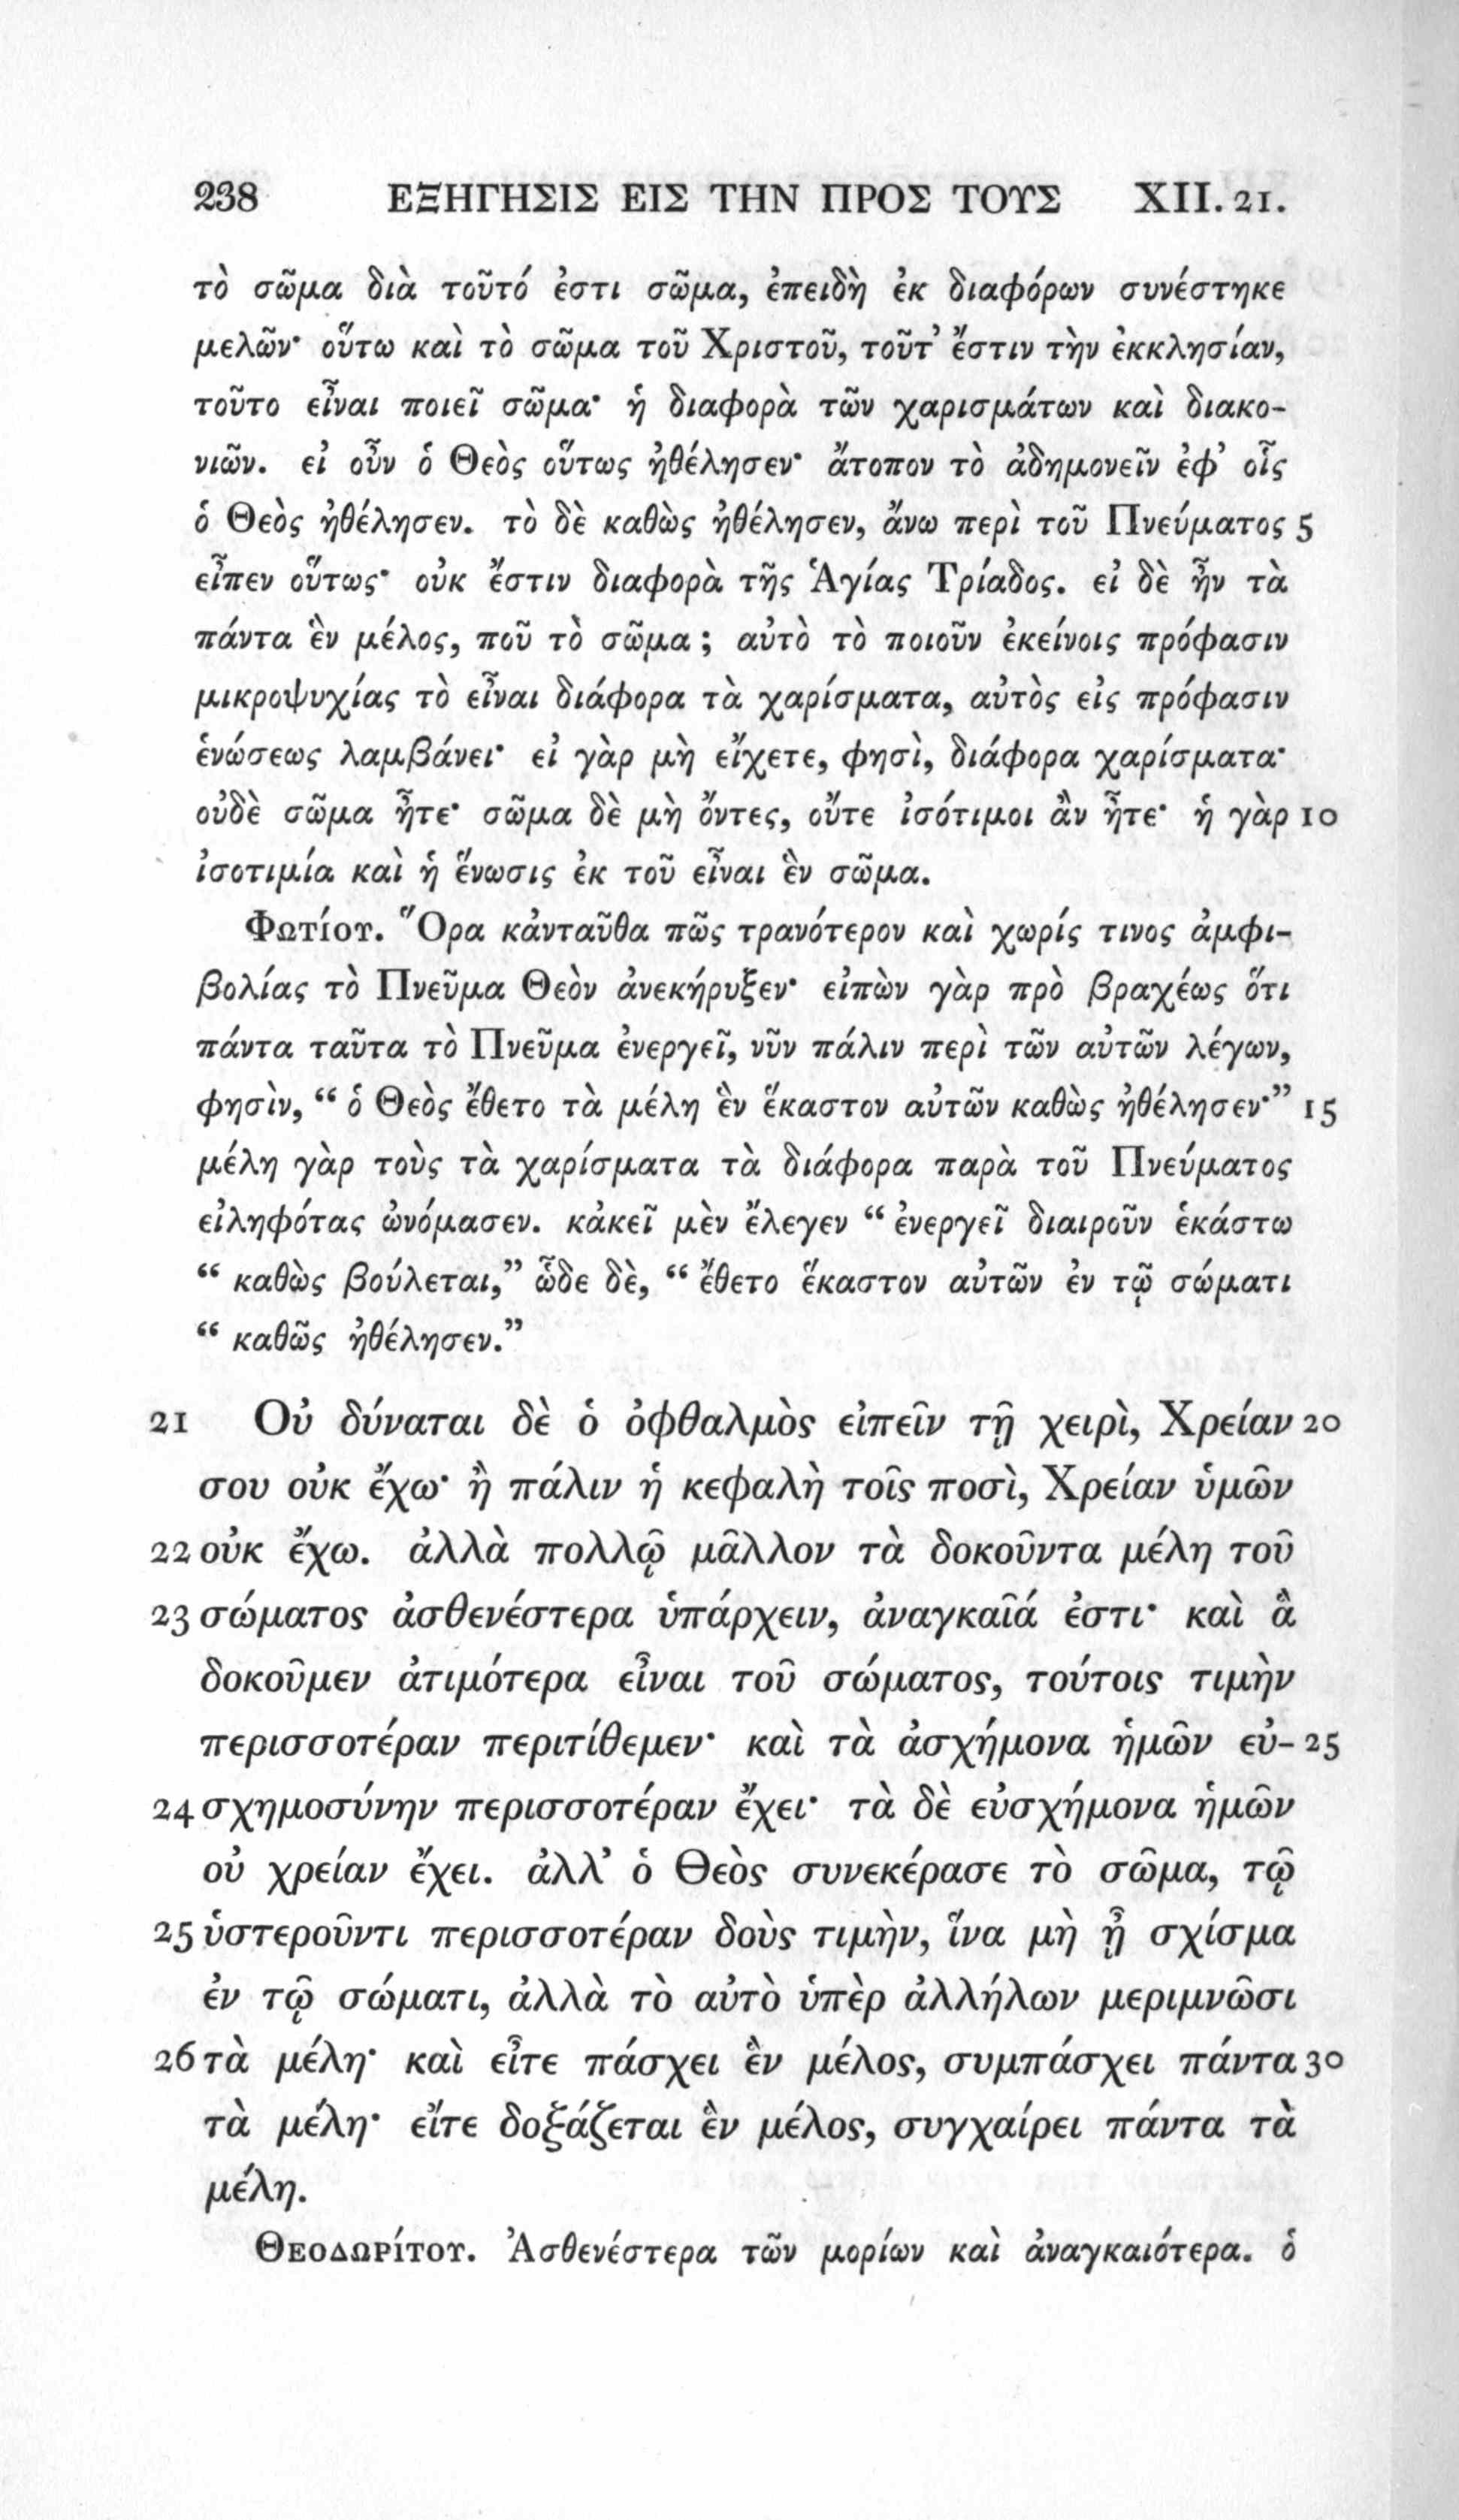 238 ΕΞΗΓΗΣΙΣ ΕΙΣ ΤΗΝ ΠΡΟΣ ΤΟΥΣ XII. 21.
τὸ σῶμα διὰ τοῦτό ἐστι σῶμα, ἐπειδὴ ἐκ διαφόρων συνέστηκε
μελῶν· οὕτω καὶ τὸ σῶμα τοῦ Χριστοῦ, τοῦτ’ ἔστιν τὴν ἐκκλησίαν,
τοῦτο εἶναι ποιεῖ σῶμα· ἡ διαφορὰ τῶν χαρισμάτων καὶ διακο-
νιῶν. εἰ οὖν ὁ Θεὸς οὕτως ἠθέλησεν· ἄτοπον τὸ ἀδημονεῖν ἐφ’ οἷς
ὁ Θεὸς ἠθέλησεν. τὸ δὲ καθὼς ἠθέλησεν, ἄνω περὶ τοῦ Πνεύματος 5
εἶπεν οὕτως· οὐκ ἔστιν διαφορὰ τῆς Ἁγίας Τρίαδος. εἰ δὲ ἦν τὰ
πάντα ἓν μέλος, ποῦ τὸ σῶμα; αὐτὸ τὸ ποιοῦν ἐκείνοις πρόφασιν
μικροψυχίας τὸ εἶναι διάφορα τὰ χαρίσματα, αὐτὸς εἰς πρόφασιν
ἑνώσεως λαμβάνει· εἰ γὰρ μὴ εἴχετε, φησὶ, διάφορα χαρίσματα·
οὐδὲ σῶμα ἦτε· σῶμα δὲ μὴ ὄντες, οὔτε ἰσότιμοι ἂν ἦτε· ἡ γὰρ 10
ἰσοτιμία καὶ ἡ ἕνωσις ἐκ τοῦ εἶναι ἓν σῶμα.
Φωτίου. Ὅρα κἀνταῦθα πῶς τρανότερον καὶ χωρίς τινος ἀμφι-
βολίας τὸ Πνεῦμα Θεὸν ἀνεκήρυξεν· εἰπὼν γὰρ πρὸ βραχέως ὅτι
πάντα ταῦτα τὸ Πνεῦμα ἐνεργεῖ, νῦν πάλιν περὶ τῶν αὐτῶν λέγων,
φησὶν, “ ὁ Θεὸς ἔθετο τὰ μέλη ἓν ἕκαστον αὐτῶν καθὼς ἠθέλησεν·” 15
μέλη γὰρ τοὺς τὰ χαρίσματα τὰ διάφορα παρὰ τοῦ Πνεύματος
εἰληφότας ὠνόμασεν. κἀκεῖ μὲν ἔλεγεν “ ἐνεργεῖ διαιροῦν ἑκάστω
“ καθὼς βούλεται,” ὧδε δὲ, “ ἔθετο ἕκαστον αὐτῶν ἐν τῷ σώματι
“ καθῶς ἠθέλησεν.”
21 Οὐ δύναται δὲ ὁ ὀφθαλμὸς εἰπεῖν τῇ χειρὶ, Χρείαν 20
σου οὐκ ἔχω· ἢ πάλιν ἡ κεφαλὴ τοῖς ποσὶ, Χρείαν ὑμῶν
22 οὐκ ἔχω. ἀλλὰ πολλῷ μᾶλλον τὰ δοκοῦντα μέλη τοῦ
23 σώματος ἀσθενέστερα ὑπάρχειν, ἀναγκαῖά ἐστι· καὶ ἃ
δοκοῦμεν ἀτιμότερα εἶναι τοῦ σώματος, τούτοις τιμὴν
περισσοτέραν περιτίθεμεν· καὶ τὰ ἀσχήμονα ἡμῶν εὐ- 25
24 σχημοσύνην περισσοτέραν ἔχει· τὰ δὲ εὐσχήμονα ἡμῶν
οὐ χρείαν ἔχει. ἀλλ’ ὁ Θεὸς συνεκέρασε τὸ σῶμα, τῷ
25 ὑστεροῦντι περισσοτέραν δοὺς τιμὴν, ἵνα μὴ ᾖ σχίσμα
ἐν τῷ σώματι, ἀλλὰ τὸ αὐτὸ ὑπὲρ ἀλλήλων μεριμνῶσι
26 τὰ μέλη· καὶ εἶτε πάσχει ἓν μέλος, συμπάσχει πάντα 30
τὰ μέλη· εἴτε δοξάζεται ἓν μέλος, συγχαίρει πάντα τὰ
μέλη.
Θεοδωρίτου. Ἀσθενέστερα τῶν μορίων καὶ ἀναγκαιότερα. ὁ